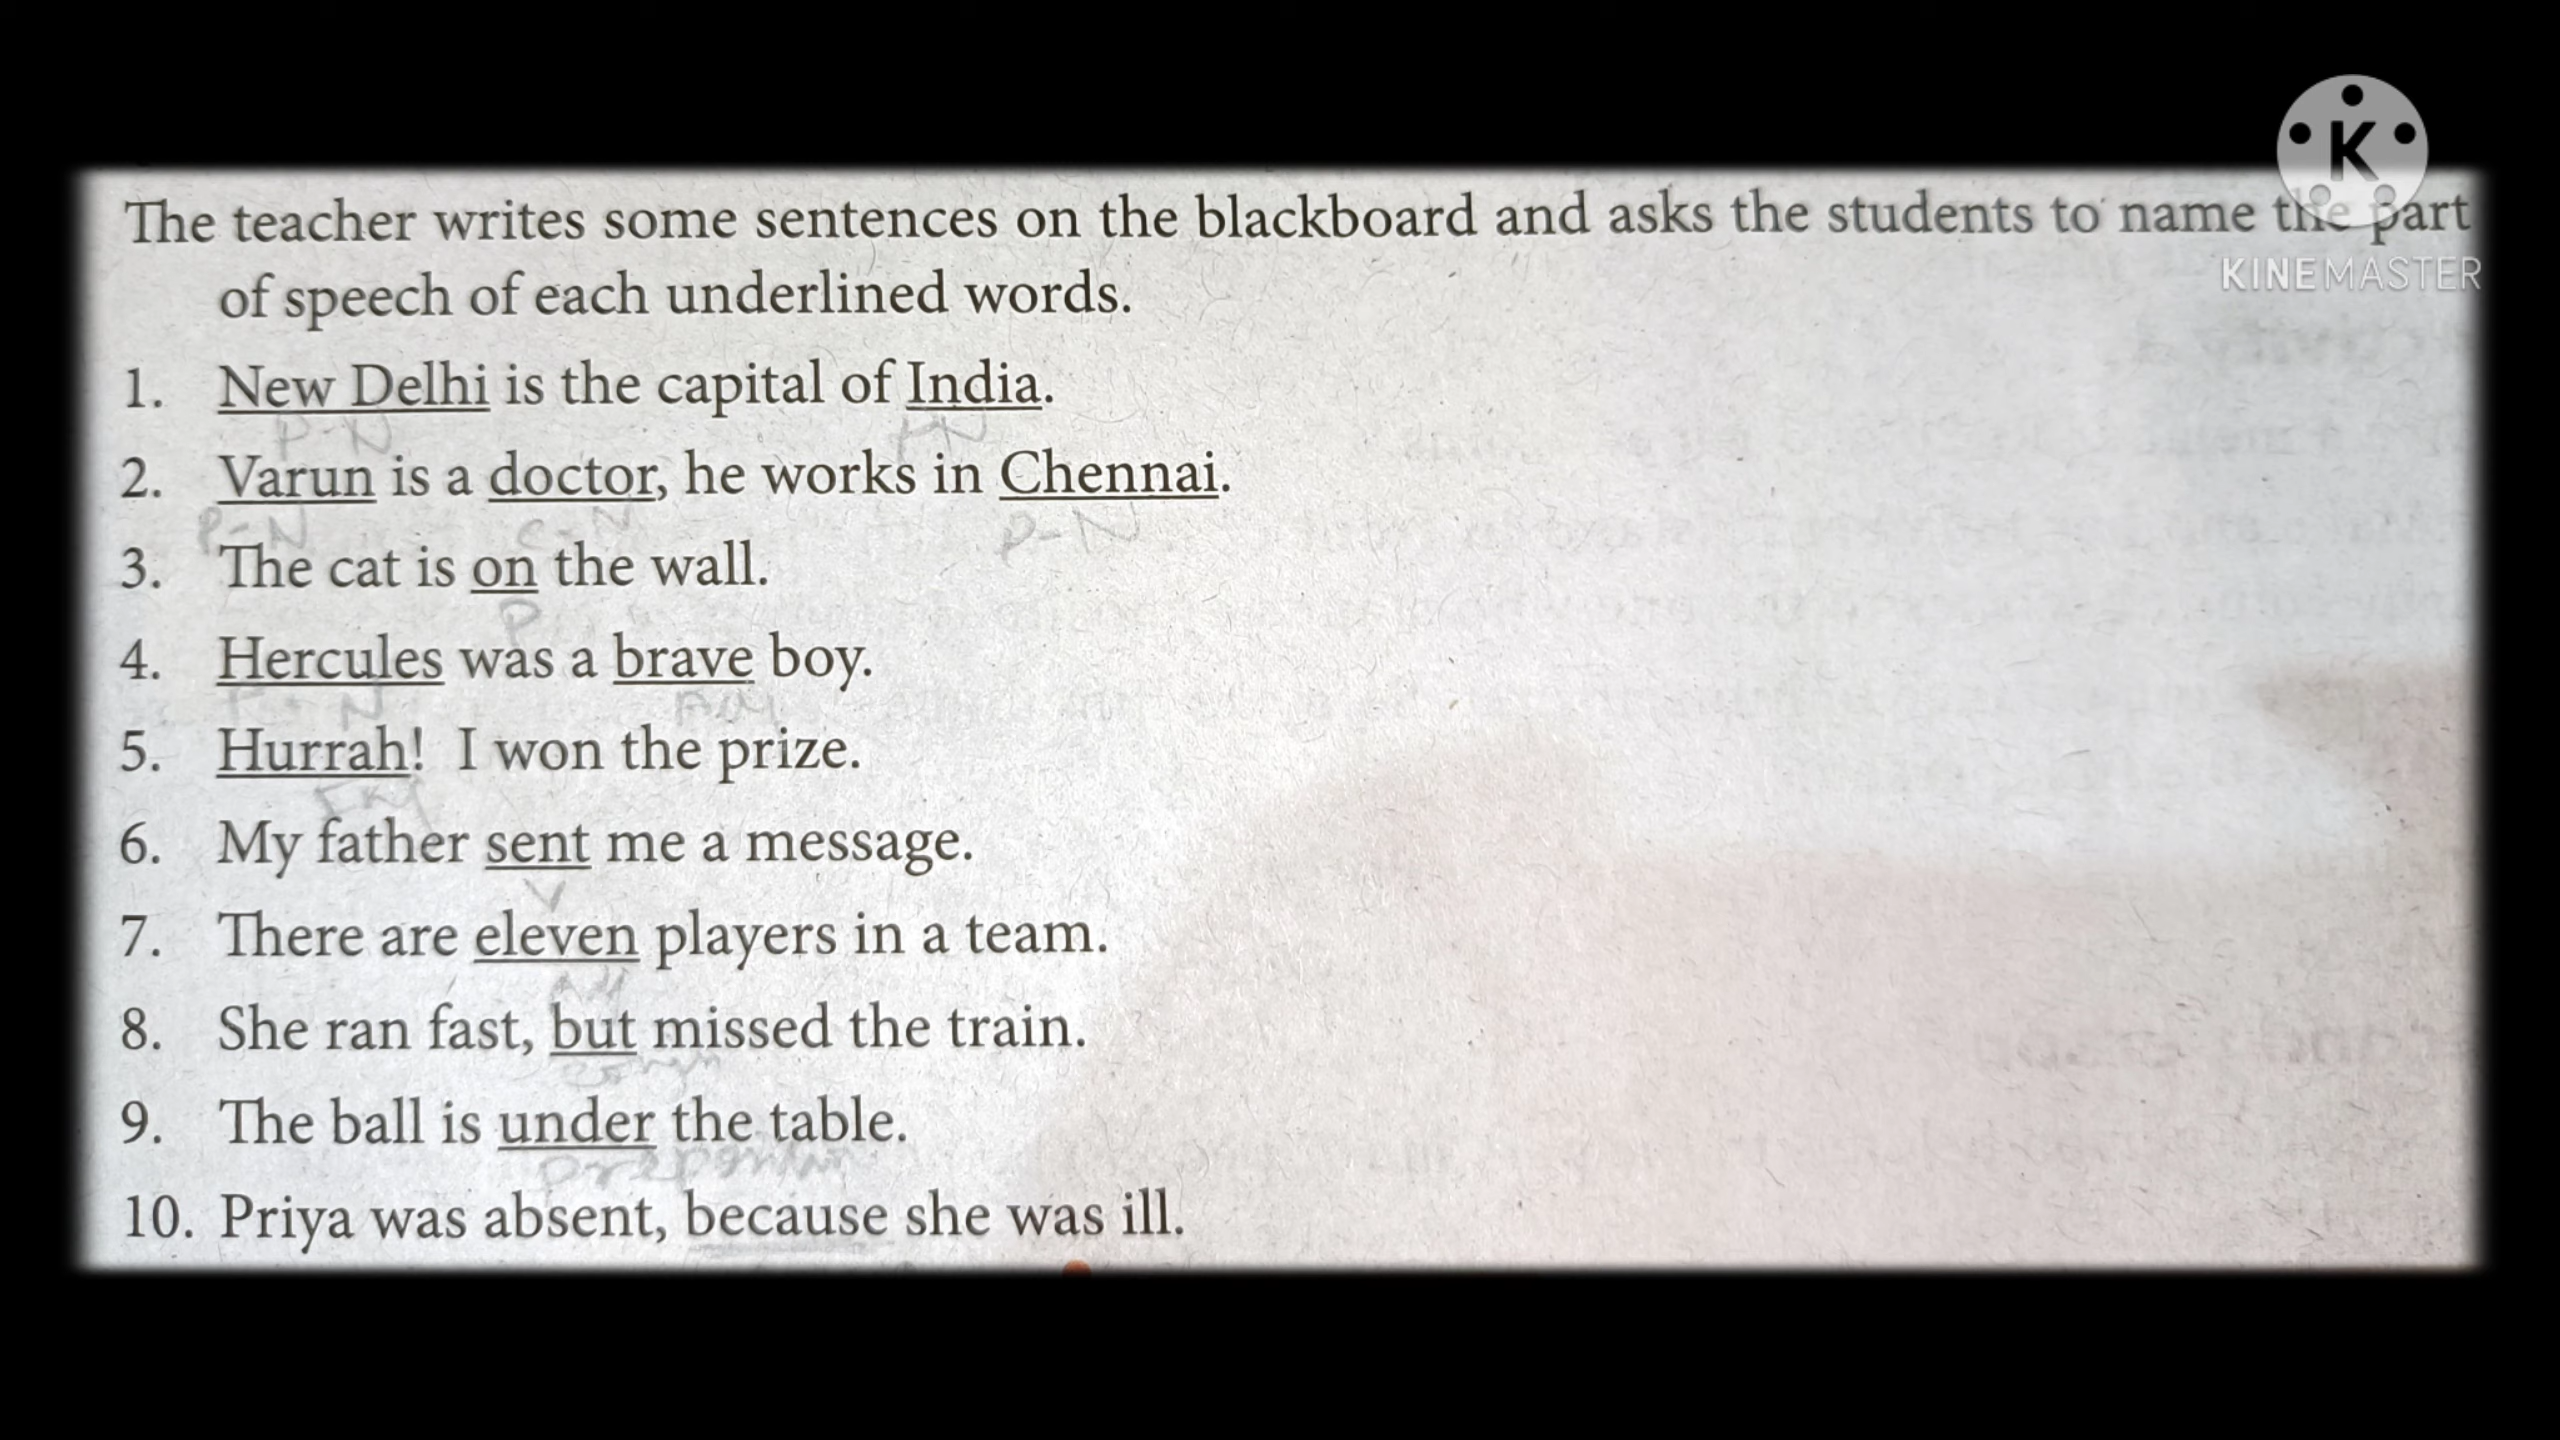 K
KINEMASTER
The teacher writes some sentences on the blackboard and asks the students to name the part
of speech of each underlined words.
1. New Delhi is the capital of India.
P-N
2. Varun is a doctor, he works in Chennai.
P-N C-N P-N
3. The cat is on the wall.
P
4. Hercules was a brave boy.
P-N Adj
5. Hurrah! I won the prize.
6. My father sent me a message.
V
7. There are eleven players in a team.
Adj
8. She ran fast, but missed the train.
9. The ball is under the table.
10. Priya was absent, because she was ill.